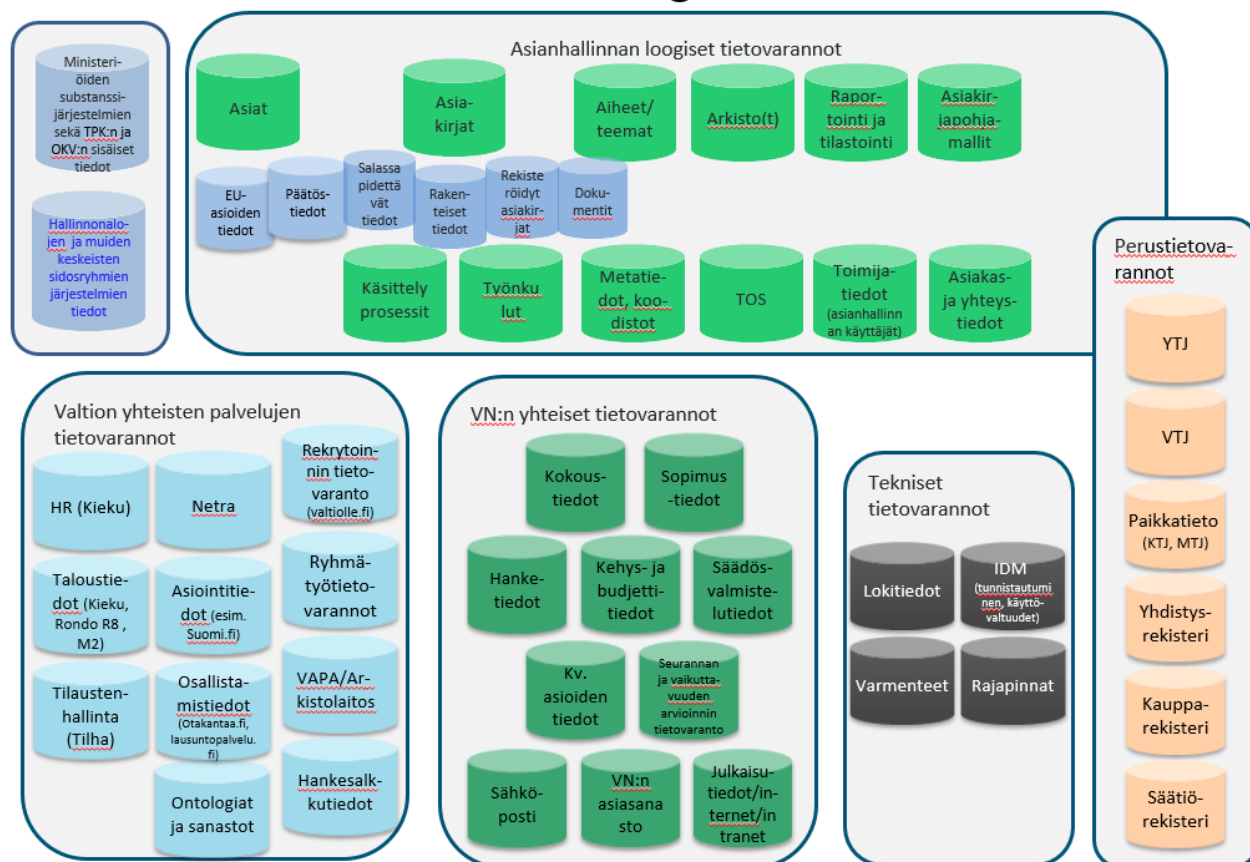 Ministeri-
öiden
substanssi-
järjestelmien
sekä TPK:n ja
OKV:n sisäiset
tiedot
Hallinnonalo-
jen ja muiden
keskeisten
sidosryhmien
järjestelmien
tiedot
Asianhallinnan loogiset tietovarannot
Asiat
Asia-
kirjat
Aiheet/
teemat
Arkisto(t)
Rapor-
tointi ja
tilastointi
Asiakir-
japohja-
mallit
EU-
asioiden
tiedot
Päätös-
tiedot
Salassa
pidettä
vät
tiedot
Raken-
teiset
tiedot
Rekiste
röidyt
asiakir-
jat
Doku-
mentit
Käsittely
prosessit
Työnku
lut
Metatie-
dot, koo-
distot
TOS
Toimija-
tiedot
(asianhallinn
an käyttäjät)
Asiakas-
ja yhteys-
tiedot
Perustietova-
rannot
YTJ
VTJ
Paikkatieto
(KTJ, MTJ)
Yhdistys-
rekisteri
Kauppa-
rekisteri
Säätiö-
rekisteri
Valtion yhteisten palvelujen
tietovarannot
HR (Kieku)
Netra
Rekrytoin-
nin tieto-
varanto
(valtiolle.fi)
Taloustie-
dot (Kieku,
Rondo R8 ,
M2)
Asiointitie-
dot (esim.
Suomi.fi)
Ryhmä-
työtieto-
varannot
Tilausten-
hallinta
(Tilha)
Osallista-
mistiedot
(Otakantaa.fi,
lausuntopalvelu.
fi)
VAPA/Ar-
kistolaitos
Ontologiat
ja sanastot
Hankesalk-
kutiedot
VN:n yhteiset tietovarannot
Kokous-
tiedot
Sopimus
-tiedot
Hanke-
tiedot
Kehys- ja
budjetti-
tiedot
Säädös-
valmiste-
lutiedot
Kv.
asioiden
tiedot
Seurannan
ja vaikutta-
vuuden
arvioinnin
tietovaranto
Sähkö-
posti
VN:n
asiasana
sto
Julkaisu-
tiedot/in-
ternet/in
tranet
Tekniset
tietovarannot
Lokitiedot
IDM
(tunnistautumi
nen, käyttö-
valtuudet)
Varmenteet
Rajapinnat